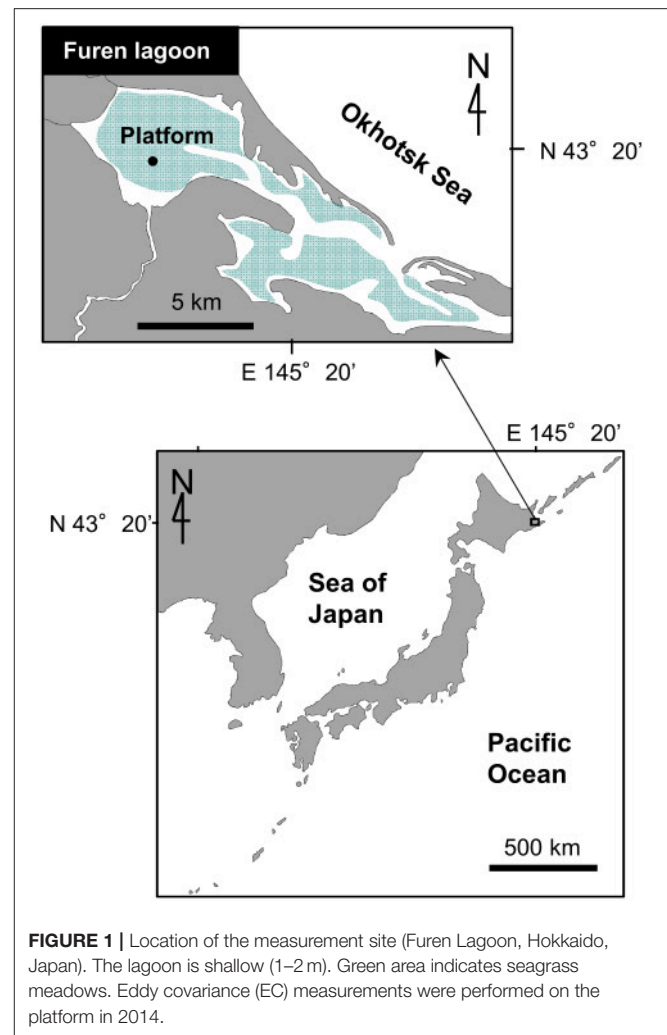 Furen lagoon
N
Okhotsk Sea
Platform
N 43° 20'
5 km
E 145° 20'
E 145° 20'
N
N 43° 20'
Sea of
Japan
Pacific
Ocean
500 km
FIGURE 1 | Location of the measurement site (Furen Lagoon, Hokkaido,
Japan). The lagoon is shallow (1–2 m). Green area indicates seagrass
meadows. Eddy covariance (EC) measurements were performed on the
platform in 2014.